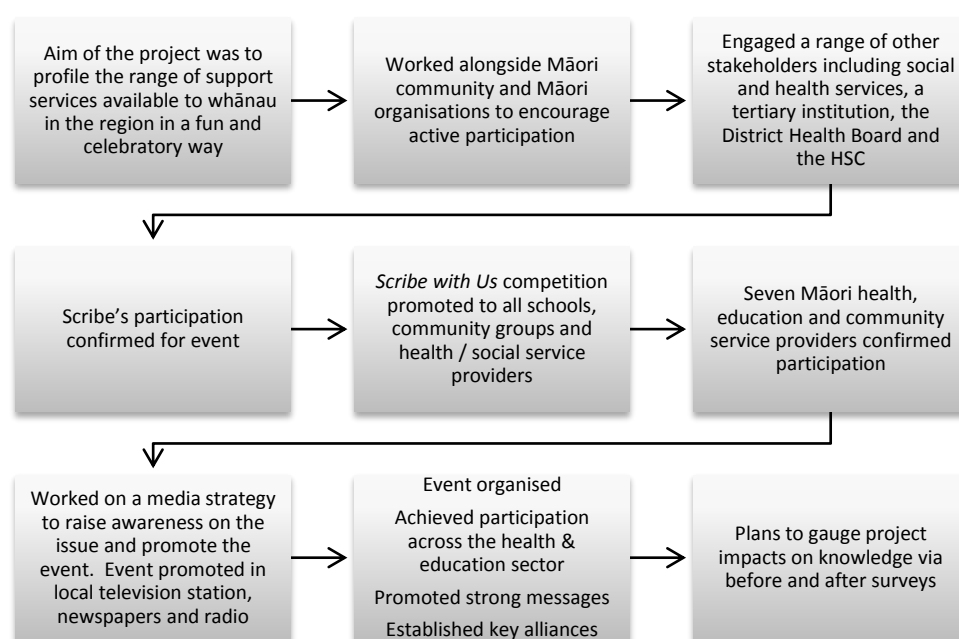 Aim of the project was to
profile the range of support
services available to whānau
in the region in a fun and
celebratory way
Worked alongside Māori
community and Māori
organisations to encourage
active participation
Engaged a range of other
stakeholders including social
and health services, a
tertiary institution, the
District Health Board and
the HSC
Scribe’s participation
confirmed for event
Scribe with Us competition
promoted to all schools,
community groups and
health / social service
providers
Seven Māori health,
education and community
service providers confirmed
participation
Worked on a media strategy
to raise awareness on the
issue and promote the
event.  Event promoted in
local television station,
newspapers and radio
Event organised
Achieved participation
across the health &
education sector
Promoted strong messages
Established key alliances
Plans to gauge project
impacts on knowledge via
before and after surveys